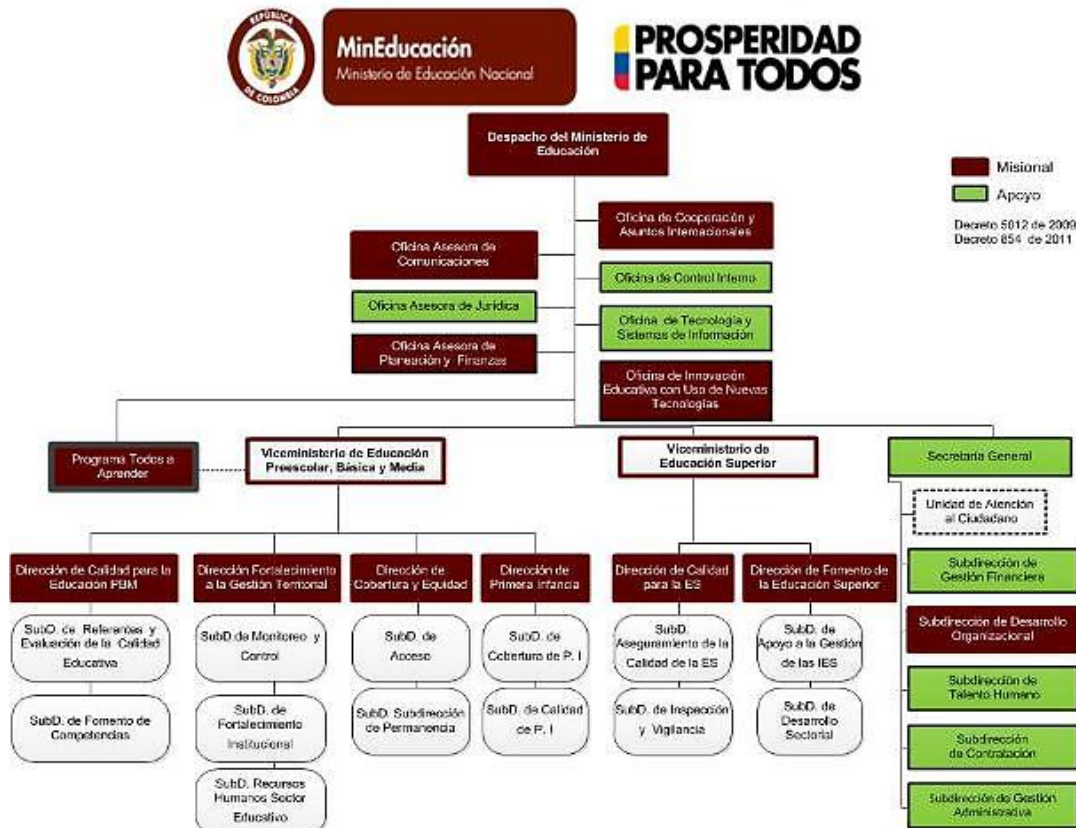 REPÚBLICA
DE COLOMBIA
MinEducación
Ministerio de Educación Nacional
PROSPERIDAD
PARA TODOS
Despacho del Ministerio de
Educación
Misional
Apoyo
Decreto 5012 de 2009
Decreto 854 de 2011
Oficina de Cooperación y
Asuntos Internacionales
Oficina Asesora de
Comunicaciones
Oficina de Control Interno
Oficina Asesora de Jurídica
Oficina de Tecnología y
Sistemas de Información
Oficina Asesora de
Planeación y Finanzas
Oficina de Innovación
Educativa con Uso de Nuevas
Tecnologías
Programa Todos a
Aprender
Viceministerio de Educación
Preescolar, Básica y Media
Viceministerio de
Educación Superior
Secretaría General
Unidad de Atención
al Ciudadano
Dirección de Calidad para la
Educación PBM
Dirección Fortalecimiento
a la Gestión Territorial
Dirección de
Cobertura y Equidad
Dirección de
Primera Infancia
Dirección de Calidad
para la ES
Dirección de Fomento de
la Educación Superior
Subdirección de
Gestión Financiera
SubD. de Referentes y
Evaluación de la Calidad
Educativa
SubD.de Monitoreo y
Control
SubD. de
Acceso
SubD. de
Cobertura de P. I
SubD.
Aseguramiento de la
Calidad de la ES
SubD. de
Apoyo a la Gestión
de las IES
Subdirección de Desarrollo
Organizacional
SubD. de Fomento de
Competencias
SubD. de
Fortalecimiento
Institucional
SubD. Subdirección
de Permanencia
SubD. de Calidad
de P. I
SubD. de Inspección
y Vigilancia
SubD. de
Desarrollo
Sectorial
Subdirección de
Talento Humano
SubD. Recursos
Humanos Sector
Educativo
Subdirección
de Contratación
Subdirección de Gestión
Administrativa